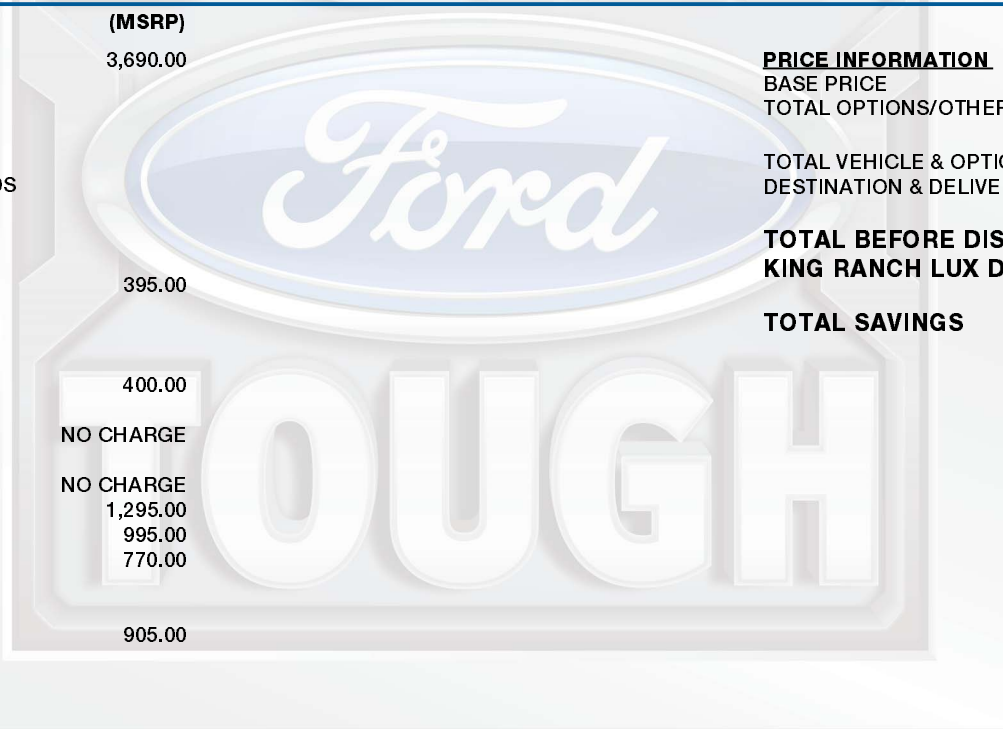 (MSRP)
3,690.00
395.00
400.00
NO CHARGE
NO CHARGE
1,295.00
995.00
770.00
905.00
Ford
TOUGH
PRICE INFORMATION
BASE PRICE
TOTAL OPTIONS/OTHER
TOTAL VEHICLE & OPTIO
DESTINATION & DELIVE
TOTAL BEFORE DIS
KING RANCH LUX D
TOTAL SAVINGS